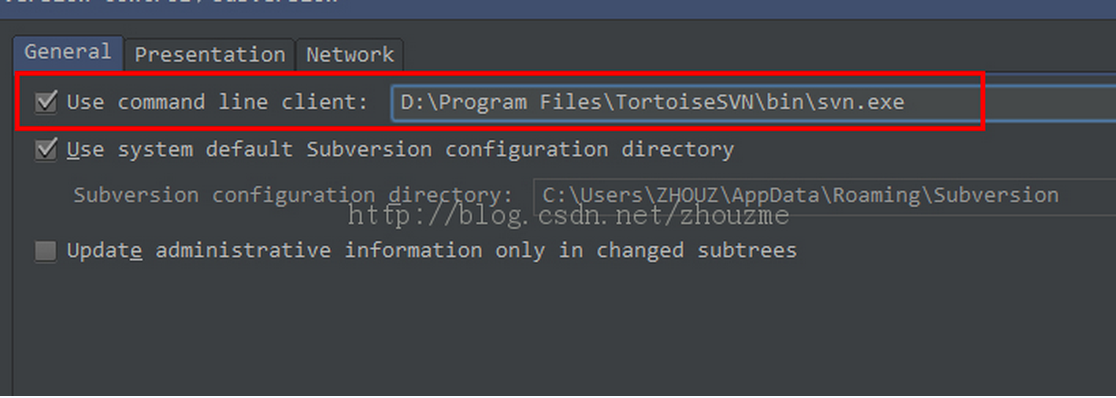 General Presentation Network
Use command line client: D:\Program Files\TortoiseSVN\bin\svn.exe
Use system default Subversion configuration directory
Subversion configuration directory: C:\Users\ZHOUZ\AppData\Roaming\Subversion
http://blog.csdn.net/zhouzme
Update administrative information only in changed subtrees